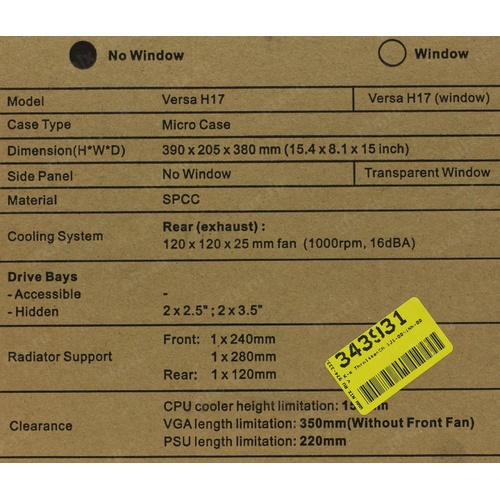 No Window Window
Model Versa H17 Versa H17 (window)
Case Type Micro Case
Dimension(H*W*D) 390 x 205 x 380 mm (15.4 x 8.1 x 15 inch)
Side Panel No Window Transparent Window
Material SPCC
Rear (exhaust) :
Cooling System 120 x 120 x 25 mm fan (1000rpm, 16dBA)
Drive Bays
- Accessible -
- Hidden 2 x 2.5" ; 2 x 3.5"
343931
Front: 1 x 240mm
Radiator Support 1 x 280mm
Rear: 1 x 120mm
CPU cooler height limitation:
Clearance VGA length limitation: 350mm(Without Front Fan)
PSU length limitation: 220mm